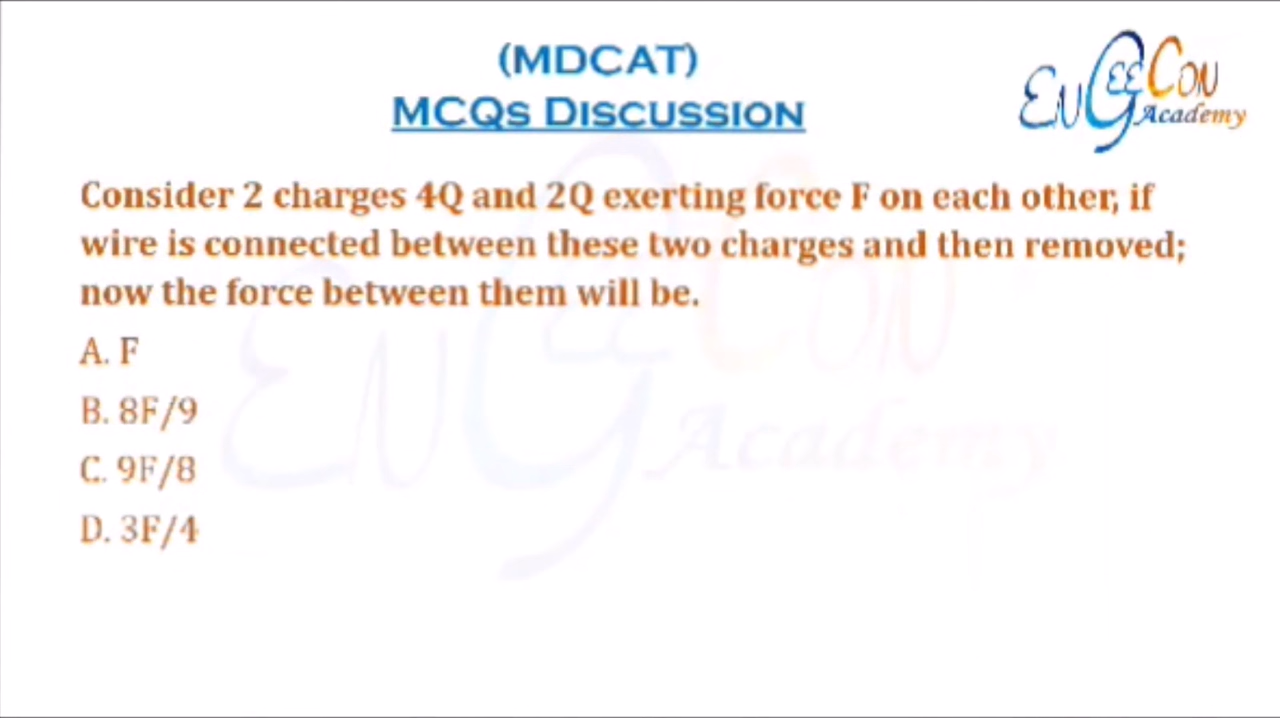 (MDCAT)
MCQs Discussion
EnGeeCon
Academy
Consider 2 charges 4Q and 2Q exerting force F on each other, if
wire is connected between these two charges and then removed;
now the force between them will be.
A. F
B. 8F/9
C. 9F/8
D. 3F/4
EnGeeCon
Academy